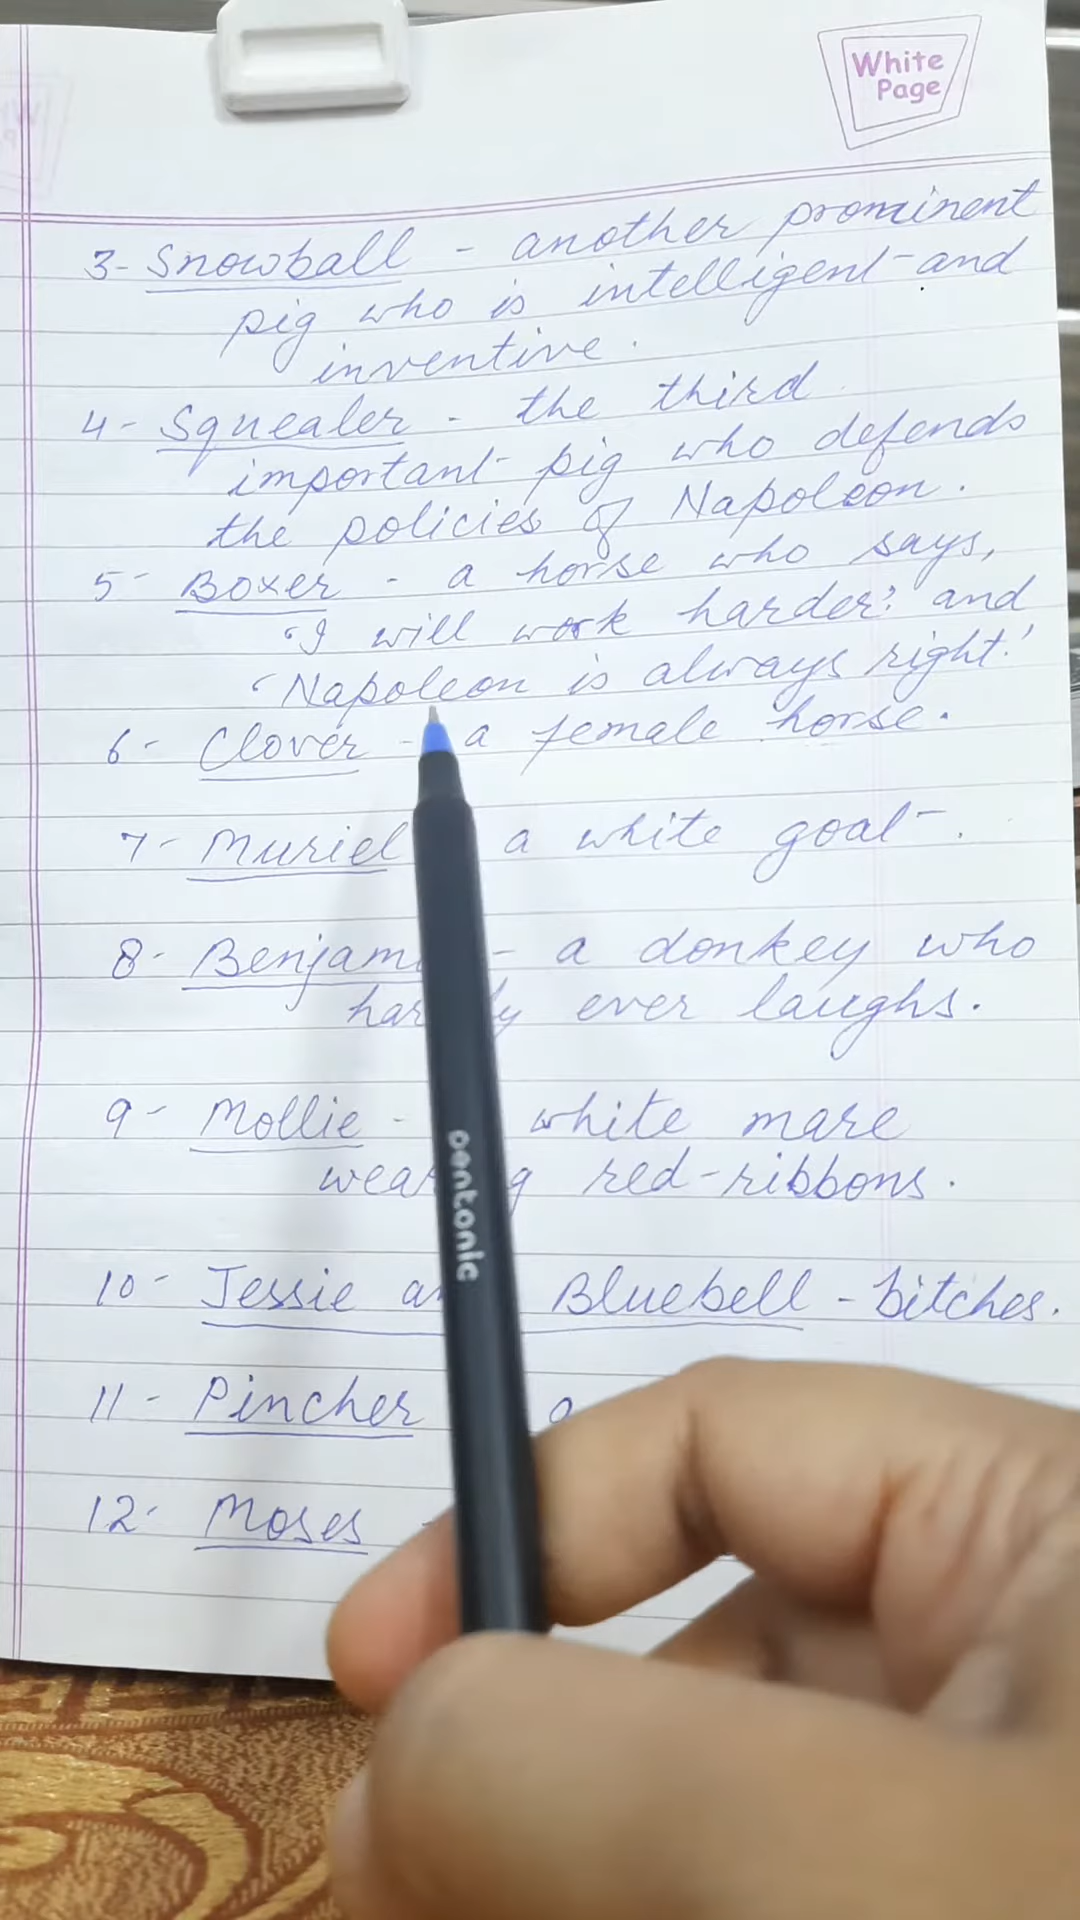 White
Page
3- Snowball - another prominent
pig who is intelligent and
inventive.
4- Squealer - the third
important pig who defends
the policies of Napoleon.
5- Boxer - a horse who says,
'I will work harder' and
'Napoleon is always right.'
6- Clover - a female horse.
7- Muriel a white goat.
8- Benjam - a donkey who
har ly ever laughs.
9- Mollie - white mare
wea g red-ribbons.
10- Jessie a Bluebell - bitches.
11- Pincher a
12- Moses -
pentonic